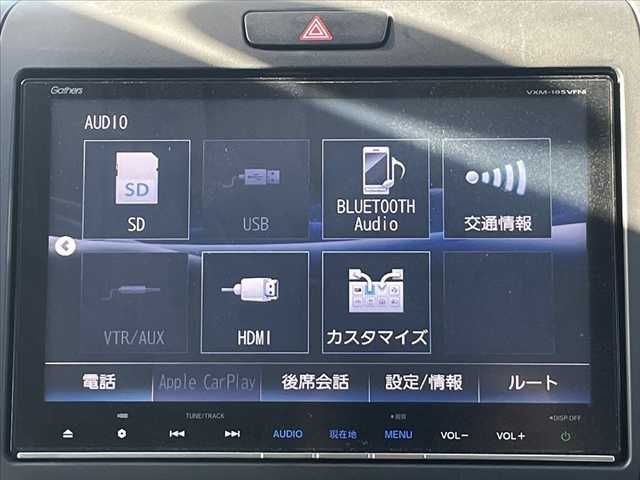 Gathers
VXM-185VFNi
AUDIO
SD
SD
USB
BLUETOOTH
Audio
交通情報
VTR/AUX
HDMI
カスタマイズ
電話
Apple CarPlay
後席会話
設定/情報
ルート
TUNE/TRACK
DISP OFF
AUDIO
現在地
MENU
VOL−
VOL+